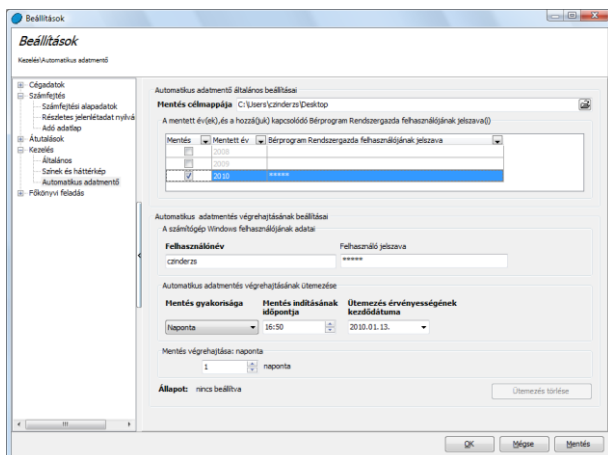 Beállítások
Beállítások
Kezelés\Automatikus adatmentő
Cégadatok
Számfejtés
Számfejtési alapadatok
Részletes jelenlétadat nyilvá
Adó adatlap
Átutalások
Kezelés
Általános
Színek és háttérkép
Automatikus adatmentő
Főkönyvi feladás
Automatikus adatmentő általános beállításai
Mentés célmappája C:\Users\czinderzs\Desktop
A mentett év(ek),és a hozzá(juk) kapcsolódó Bérprogram Rendszergazda felhasználójának jelszava(i)
Mentés Mentett év Bérprogram Rendszergazda felhasználójának jelszava
2008
2009
2010 *****
Automatikus adatmentés végrehajtásának beállításai
A számítógép Windows felhasználójának adatai
Felhasználónév Felhasználó jelszava
czinderzs *****
Automatikus adatmentés végrehajtásának ütemezése
Mentés gyakorisága Mentés indításának időpontja Ütemezés érvényességének kezdődátuma
Naponta 16:50 2010.01.13.
Mentés végrehajtása: naponta
1 naponta
Állapot: nincs beállítva Ütemezés törlése
OK Mégse Mentés